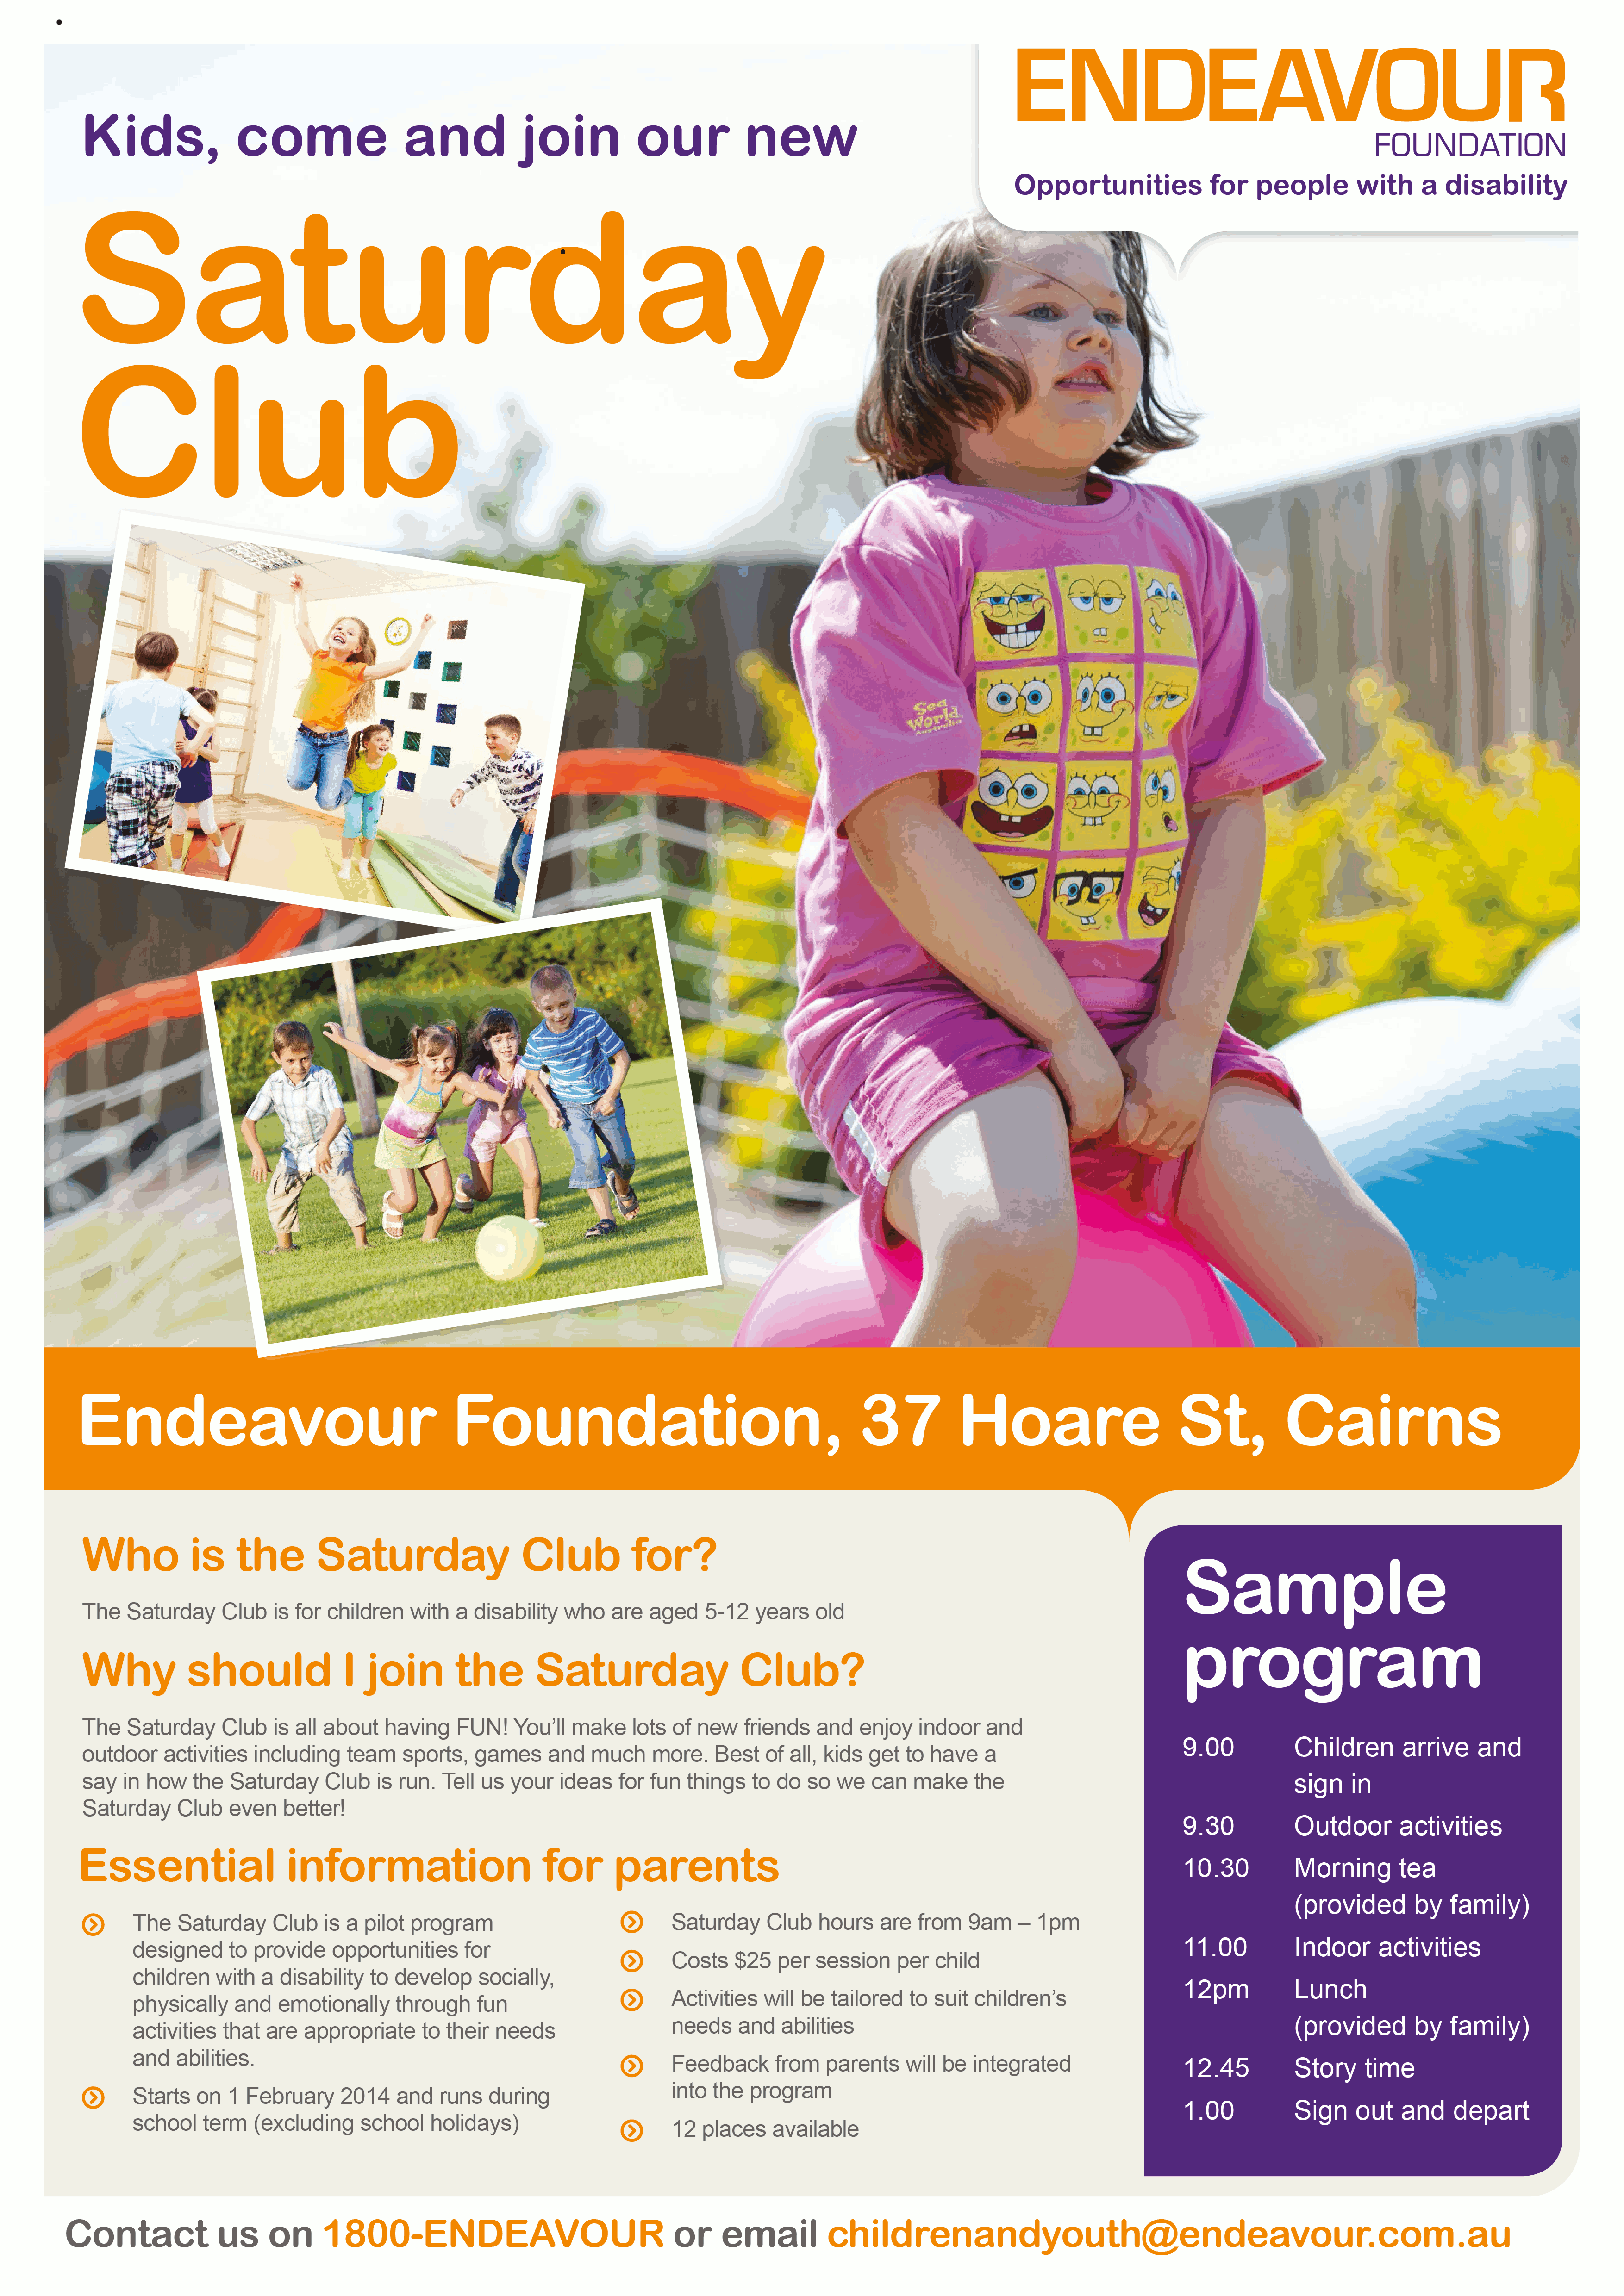 Kids, come and join our new
Saturday
Club
ENDEAVOUR
FOUNDATION
Opportunities for people with a disability
Sea
World
Australia
Endeavour Foundation, 37 Hoare St, Cairns
Who is the Saturday Club for?
The Saturday Club is for children with a disability who are aged 5-12 years old
Why should I join the Saturday Club?
The Saturday Club is all about having FUN! You’ll make lots of new friends and enjoy indoor and
outdoor activities including team sports, games and much more. Best of all, kids get to have a
say in how the Saturday Club is run. Tell us your ideas for fun things to do so we can make the
Saturday Club even better!
Essential information for parents
The Saturday Club is a pilot program
designed to provide opportunities for
children with a disability to develop socially,
physically and emotionally through fun
activities that are appropriate to their needs
and abilities.
Starts on 1 February 2014 and runs during
school term (excluding school holidays)
Saturday Club hours are from 9am – 1pm
Costs $25 per session per child
Activities will be tailored to suit children’s
needs and abilities
Feedback from parents will be integrated
into the program
12 places available
Sample
program
9.00 Children arrive and
sign in
9.30 Outdoor activities
10.30 Morning tea
(provided by family)
11.00 Indoor activities
12pm Lunch
(provided by family)
12.45 Story time
1.00 Sign out and depart
Contact us on 1800-ENDEAVOUR or email childrenandyouth@endeavour.com.au